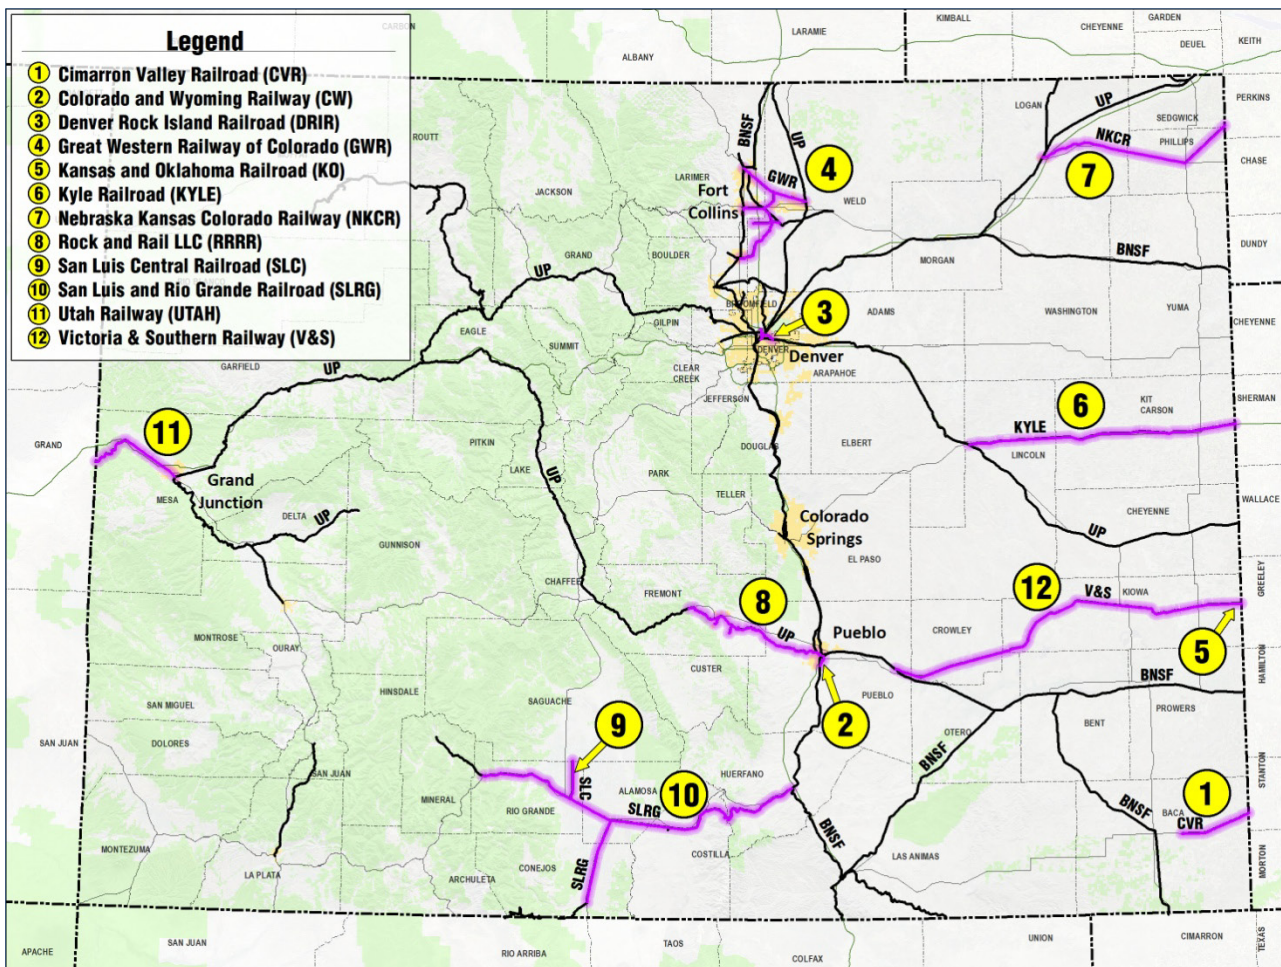 Legend
1 Cimarron Valley Railroad (CVR)
2 Colorado and Wyoming Railway (CW)
3 Denver Rock Island Railroad (DRIR)
4 Great Western Railway of Colorado (GWR)
5 Kansas and Oklahoma Railroad (KO)
6 Kyle Railroad (KYLE)
7 Nebraska Kansas Colorado Railway (NKCR)
8 Rock and Rail LLC (RRRR)
9 San Luis Central Railroad (SLC)
10 San Luis and Rio Grande Railroad (SLRG)
11 Utah Railway (UTAH)
12 Victoria & Southern Railway (V&S)
CARBON
ALBANY
LARAMIE
KIMBALL
CHEYENNE
GARDEN
DEUEL
KEITH
PERKINS
CHASE
DUNDY
CHEYENNE
SHERMAN
WALLACE
GREELEY
HAMILTON
STANTON
MORTON
TEXAS
CIMARRON
UNION
COLFAX
TAOS
RIO ARRIBA
SAN JUAN
APACHE
SAN JUAN
GRAND
ROUTT
JACKSON
LARIMER
Fort
Collins
BNSF
UP
GWR
4
WELD
LOGAN
UP
SEDGWICK
PHILLIPS
NKCR
7
MORGAN
BNSF
WASHINGTON
YUMA
GRAND
BOULDER
UP
BROOMFIELD
GILPIN
3
ADAMS
DENVER
Denver
ARAPAHOE
EAGLE
SUMMIT
CLEAR
CREEK
JEFFERSON
GARFIELD
UP
11
Grand
Junction
MESA
PITKIN
LAKE
UP
PARK
DOUGLAS
ELBERT
TELLER
KYLE
6
KIT
CARSON
LINCOLN
CHEYENNE
UP
DELTA
UP
GUNNISON
CHAFFEE
Colorado
Springs
EL PASO
FREMONT
8
UP
Pueblo
CROWLEY
12
V&S
KIOWA
5
MONTROSE
OURAY
CUSTER
HINSDALE
SAGUACHE
PUEBLO
2
BNSF
SAN MIGUEL
DOLORES
SAN JUAN
9
SLC
OTERO
BNSF
BENT
PROWERS
MINERAL
RIO GRANDE
ALAMOSA
SLRG
10
HUERFANO
BNSF
1
BACA
CVR
BNSF
MONTEZUMA
LA PLATA
ARCHULETA
CONEJOS
SLRG
COSTILLA
LAS ANIMAS